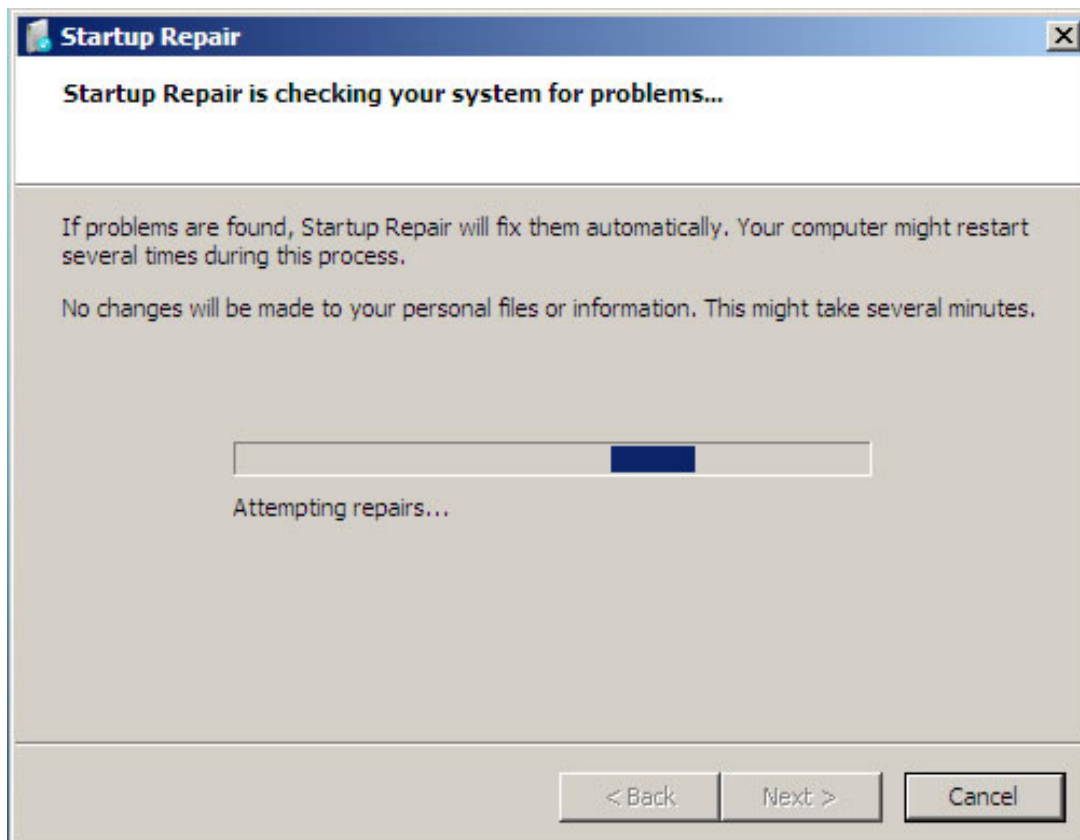 Startup Repair
Startup Repair is checking your system for problems...
If problems are found, Startup Repair will fix them automatically. Your computer might restart
several times during this process.
No changes will be made to your personal files or information. This might take several minutes.
Attempting repairs...
< Back
Next >
Cancel